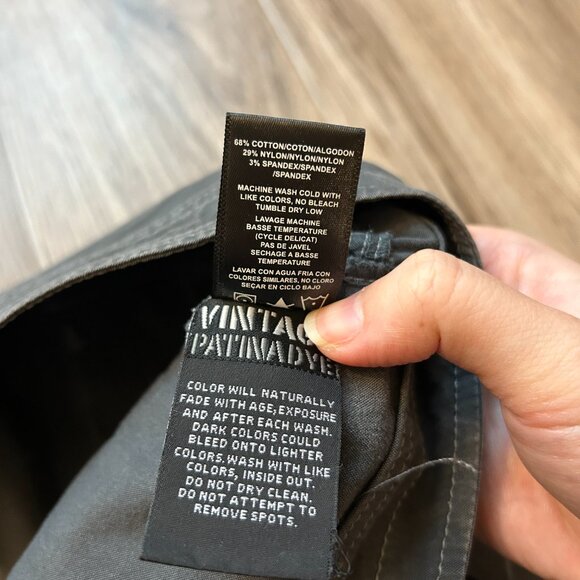 68% COTTON/COTON/ALGODON
29% NYLON/NYLON/NYLON
3% SPANDEX/SPANDEX
/SPANDEX
MACHINE WASH COLD WITH
LIKE COLORS, NO BLEACH
TUMBLE DRY LOW
LAVAGE MACHINE
BASSE TEMPERATURE
(CYCLE DELICAT)
PAS DE JAVEL
SECHAGE A BASSE
TEMPERATURE
LAVAR CON AGUA FRIA CON
COLORES SIMILARES, NO CLORO
SEÇAR EN CICLO BAJO
PATINADYE
COLOR WILL NATURALLY
FADE WITH AGE;EXPOSURE
AND AFTER EACH WASH.
DARK COLORS COULD
BLEED ONTO LIGHTER
COLORS.WASH WITH LIKE
COLORS, INSIDE OUT.
DO NOT DRY CLEAN.
DO NOT ATTEMPT TO
REMOVE SPOTS.